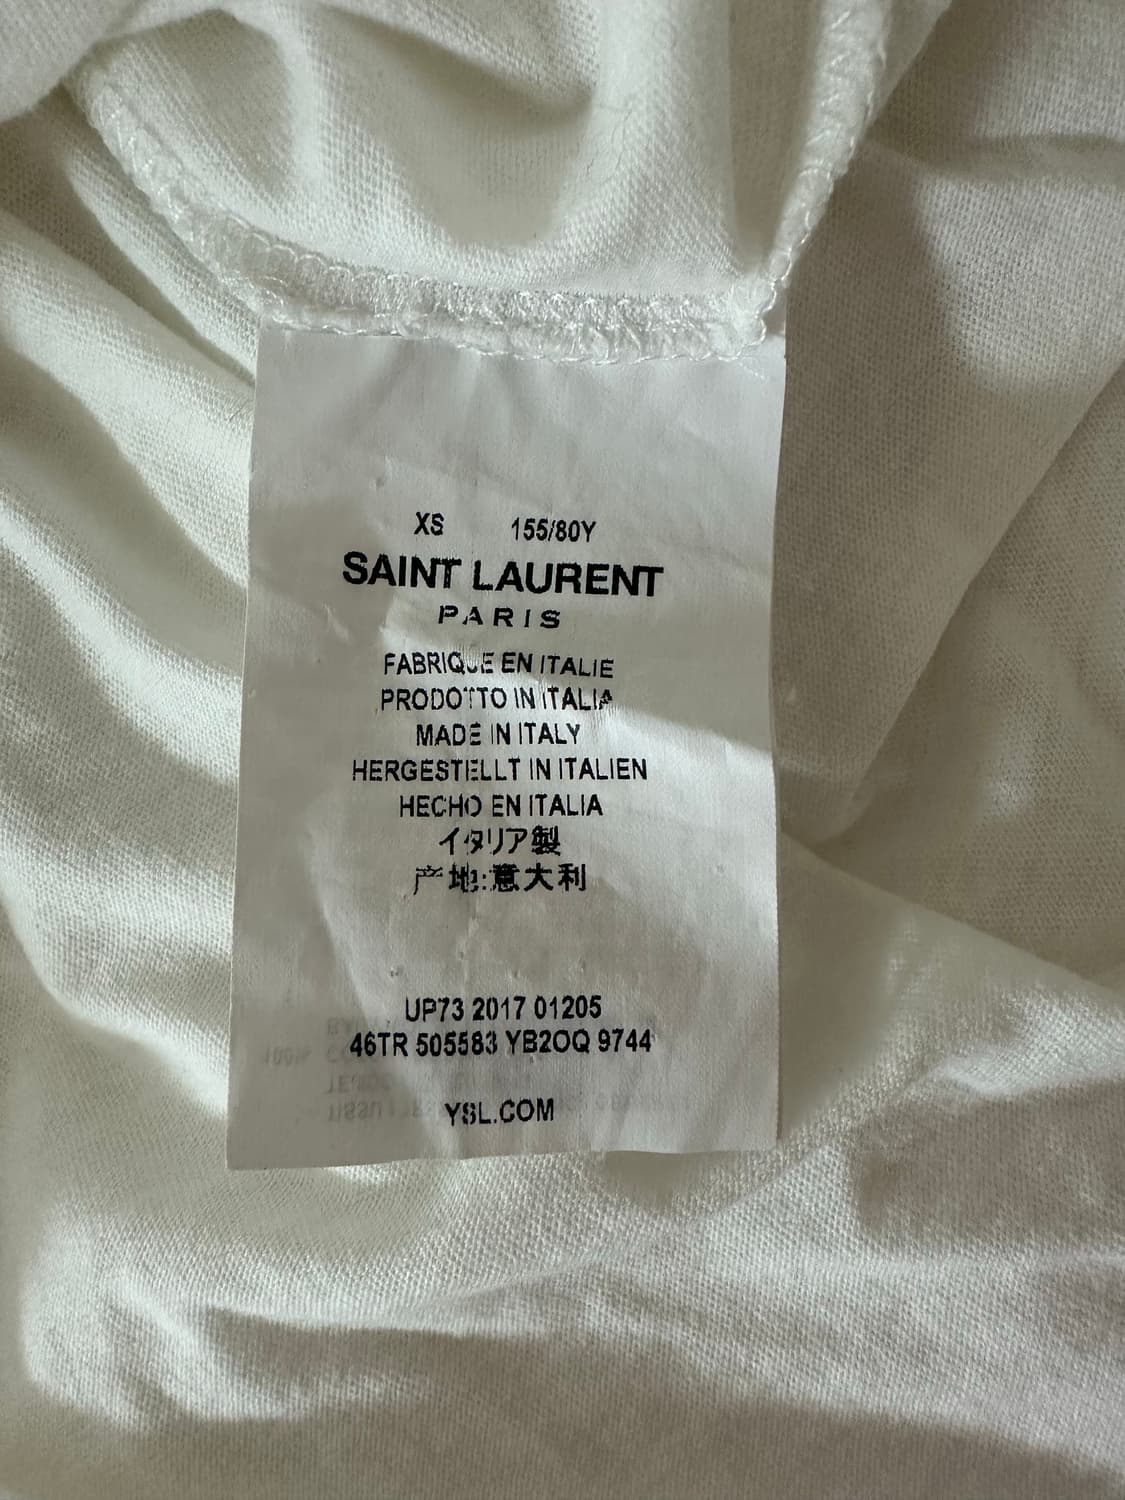 XS 155/80Y
SAINT LAURENT
PARIS
FABRIQUE EN ITALIE
PRODOTTO IN ITALIA
MADE IN ITALY
HERGESTELLT IN ITALIEN
HECHO EN ITALIA
イタリア製
产地:意大利
UP73 2017 01205
46TR 505583 YB2OQ 9744
YSL.COM